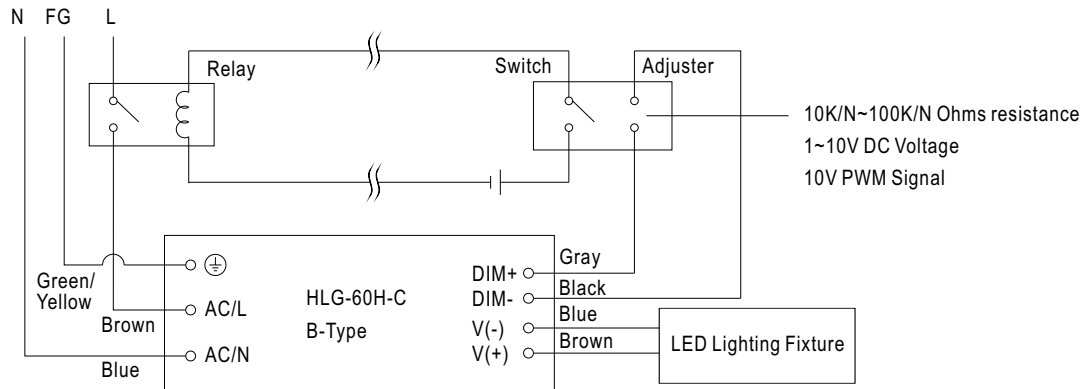 N FG L
Relay
Switch
Adjuster
10K/N~100K/N Ohms resistance
1~10V DC Voltage
10V PWM Signal
Green/
Yellow
Brown
Blue
AC/L
AC/N
HLG-60H-C
B-Type
DIM+
DIM-
V(-)
V(+)
Gray
Black
Blue
Brown
LED Lighting Fixture